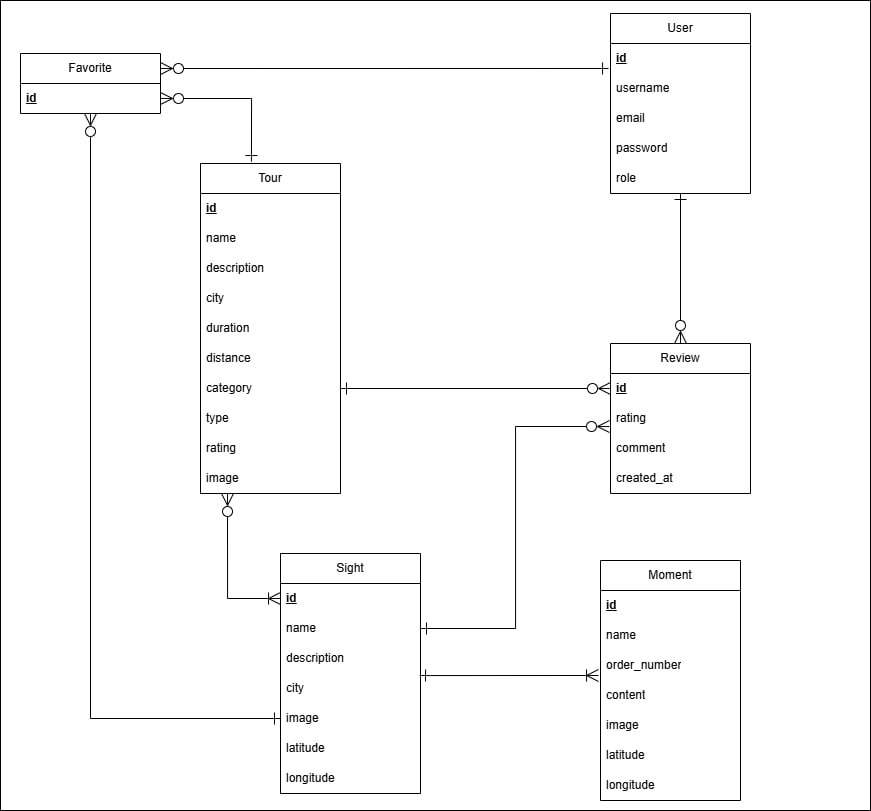 User
id
username
email
password
role
Favorite
id
Tour
id
name
description
city
duration
distance
category
type
rating
image
Review
id
rating
comment
created_at
Sight
id
name
description
city
image
latitude
longitude
Moment
id
name
order_number
content
image
latitude
longitude